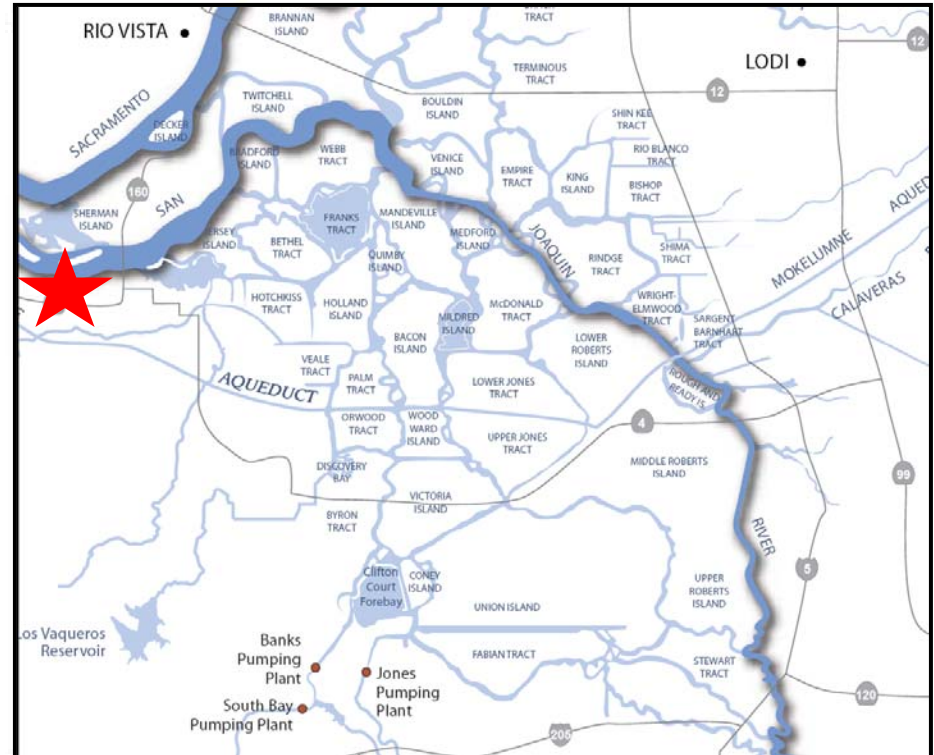 BRANNAN
ISLAND
RIO VISTA
12
LODI
TERMINOUS
TRACT
12
SACRAMENTO
TWITCHELL
ISLAND
BOULDIN
ISLAND
SHIN KEE
TRACT
DECKER
ISLAND
BRADFORD
ISLAND
WEBB
TRACT
VENICE
ISLAND
EMPIRE
TRACT
KING
ISLAND
RIO BLANCO
TRACT
BISHOP
TRACT
160
SAN
SHERMAN
ISLAND
JERSEY
ISLAND
BETHEL
TRACT
FRANKS
TRACT
MANDEVILLE
ISLAND
MEDFORD
ISLAND
JOAQUIN
RINDGE
TRACT
SHIMA
TRACT
MOKELUMNE
AQUED
QUIMBY
ISLAND
HOTCHKISS
TRACT
HOLLAND
ISLAND
MILDRED
ISLAND
McDONALD
TRACT
WRIGHT-
ELMWOOD
TRACT
SARGENT
BARNHART
TRACT
CALAVERAS
BACON
ISLAND
LOWER
ROBERTS
ISLAND
VEALE
TRACT
AQUEDUCT
PALM
TRACT
LOWER JONES
TRACT
ROUGH AND
READY IS.
ORWOOD
TRACT
WOOD
WARD
ISLAND
UPPER JONES
TRACT
4
DISCOVERY
BAY
MIDDLE ROBERTS
ISLAND
99
VICTORIA
ISLAND
BYRON
TRACT
RIVER
5
Clifton
Court
Forebay
CONEY
ISLAND
UPPER
ROBERTS
ISLAND
UNION ISLAND
Los Vaqueros
Reservoir
Banks
Pumping
Plant
FABIAN TRACT
STEWART
TRACT
Jones
Pumping
Plant
120
South Bay
Pumping Plant
205